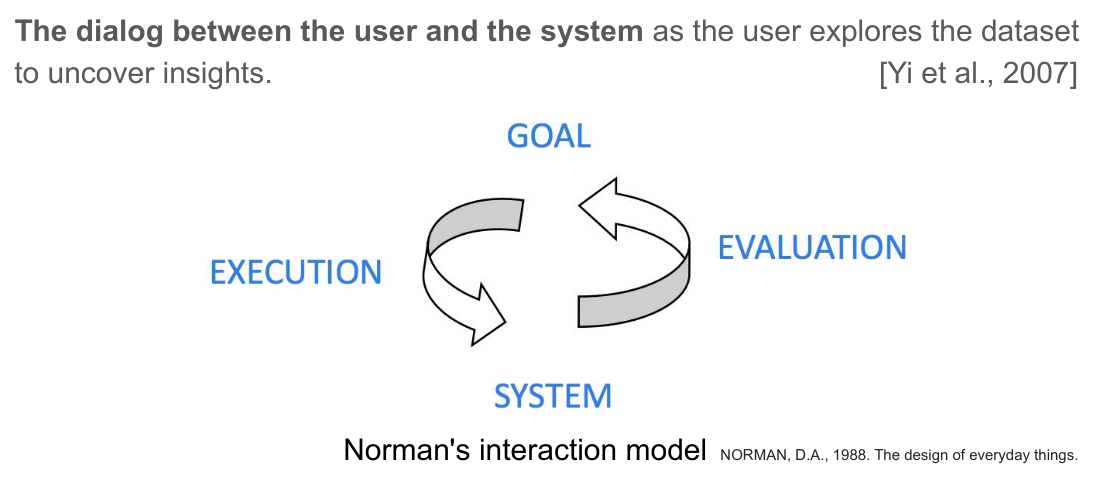 The dialog between the user and the system as the user explores the dataset
to uncover insights. [Yi et al., 2007]
GOAL
EVALUATION
EXECUTION
SYSTEM
Norman's interaction model NORMAN, D.A., 1988. The design of everyday things.